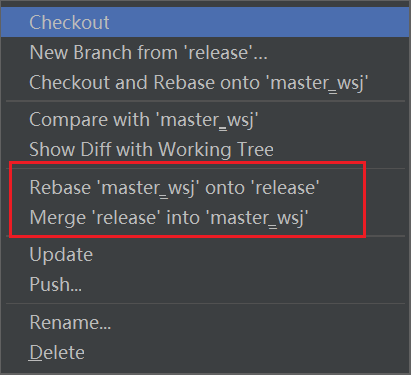 Checkout
New Branch from 'release'...
Checkout and Rebase onto 'master_wsj'
Compare with 'master_wsj'
Show Diff with Working Tree
Rebase 'master_wsj' onto 'release'
Merge 'release' into 'master_wsj'
Update
Push...
Rename...
Delete